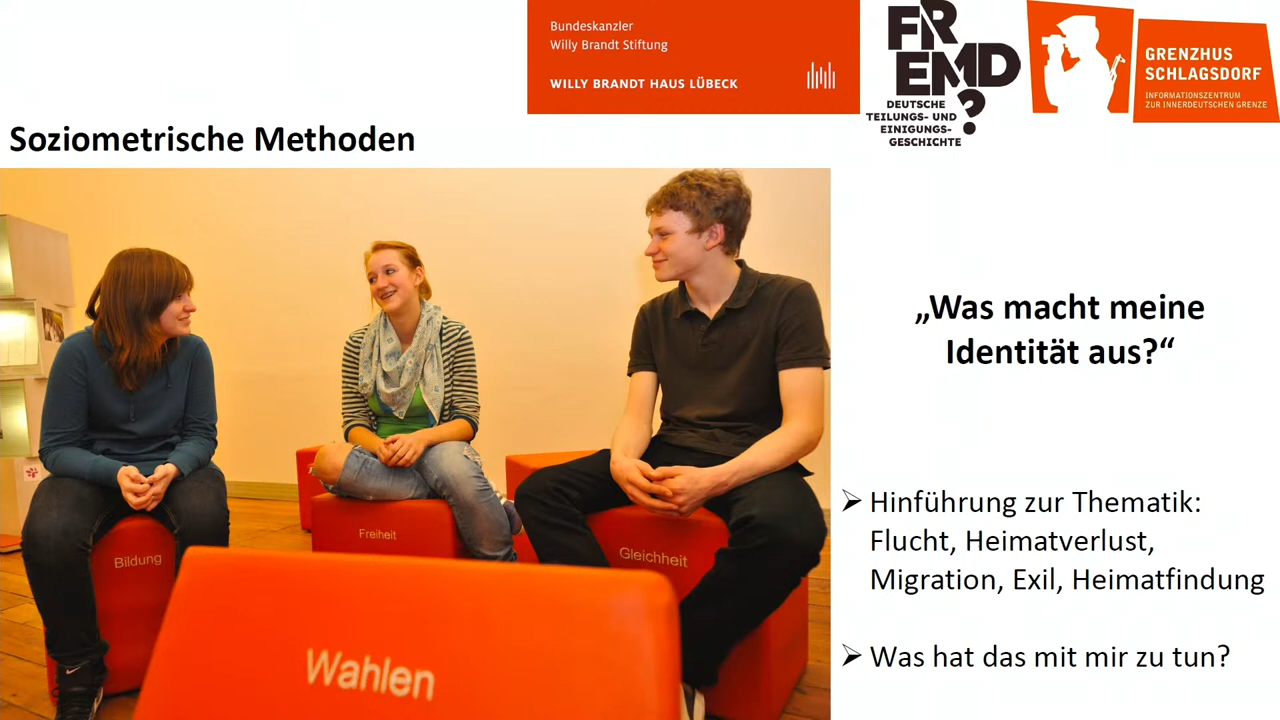 Bundeskanzler
Willy Brandt Stiftung
WILLY BRANDT HAUS LÜBECK
FREMD?
DEUTSCHE
TEILUNGS- UND
EINIGUNGS-
GESCHICHTE
GRENZHUS
SCHLAGSDORF
INFORMATIONSZENTRUM
ZUR INNERDEUTSCHEN GRENZE
Soziometrische Methoden
„Was macht meine
Identität aus?“
Bildung
Freiheit
Gleichheit
Wahlen
➢ Hinführung zur Thematik:
Flucht, Heimatverlust,
Migration, Exil, Heimatfindung
➢ Was hat das mit mir zu tun?